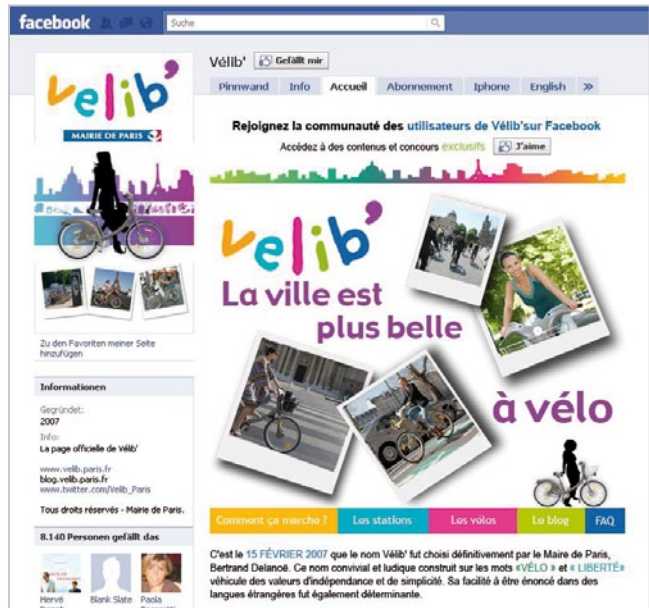 facebook
Suche
velib'
MAIRIE DE PARIS
Zu den Favoriten meiner Seite
hinzufügen
Informationen
Gegründet:
2007
Info:
La page officielle de Vélib'
www.velib.paris.fr
blog.velib.paris.fr
www.twitter.com/Velib_Paris
Tous droits réservés - Mairie de Paris.
8.140 Personen gefällt das
Hervé
Blank Slate
Paola
Vélib'
Gefällt mir
Pinnwand Info Accueil Abonnement Iphone English »
Rejoignez la communauté des utilisateurs de Vélib'sur Facebook
Accédez à des contenus et concours exclusifs J'aime
velib'
La ville est
plus belle
à vélo
Comment ça marche ? Les stations Les vélos Le blog FAQ
C'est le 15 FÉVRIER 2007 que le nom Vélib' fut choisi définitivement par le Maire de Paris,
Bertrand Delanoë. Ce nom convivial et ludique construit sur les mots «VÉLO » et « LIBERTÉ»
véhicule des valeurs d'indépendance et de simplicité. Sa facilité à être énoncé dans des
langues étrangères fut également déterminante.